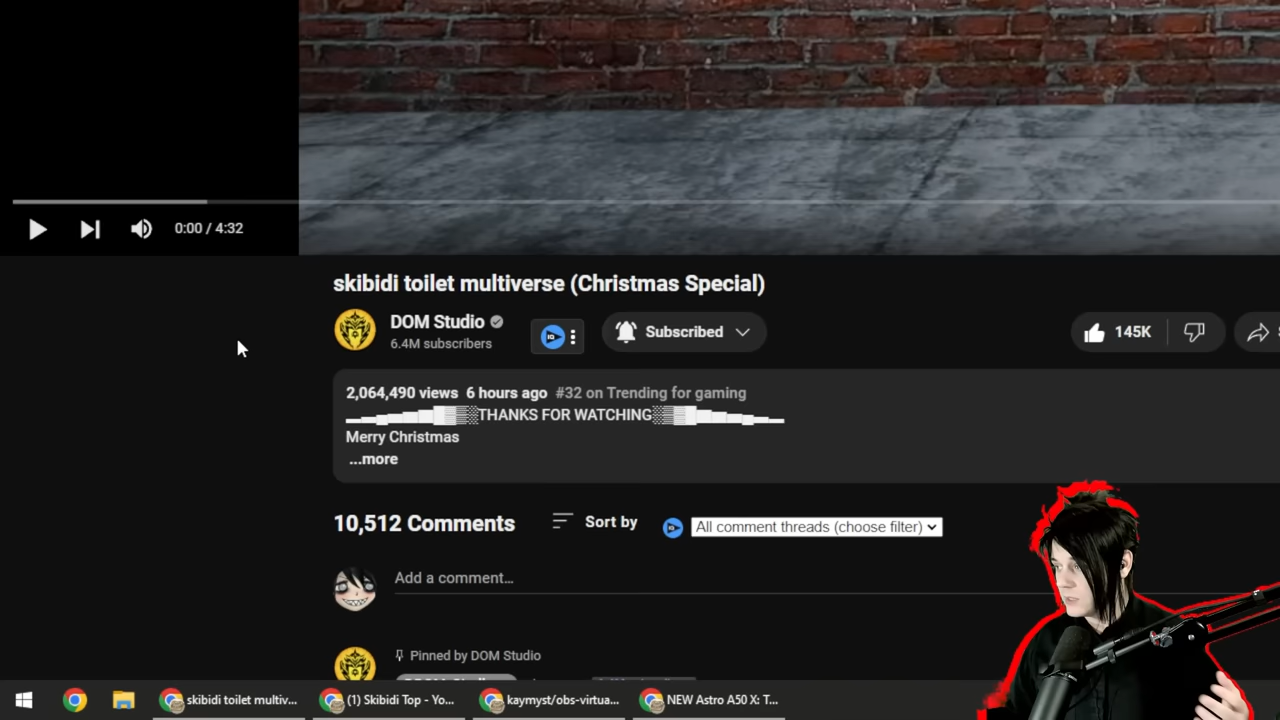 0:00 / 4:32
skibidi toilet multiverse (Christmas Special)
DOM Studio
6.4M subscribers
Subscribed
145K
2,064,490 views 6 hours ago #32 on Trending for gaming
THANKS FOR WATCHING
Merry Christmas
...more
10,512 Comments
Sort by
All comment threads (choose filter)
Add a comment...
Pinned by DOM Studio
skibidi toilet multiv...
(1) Skibidi Top - Yo...
kaymyst/obs-virtua...
NEW Astro A50 X: T...